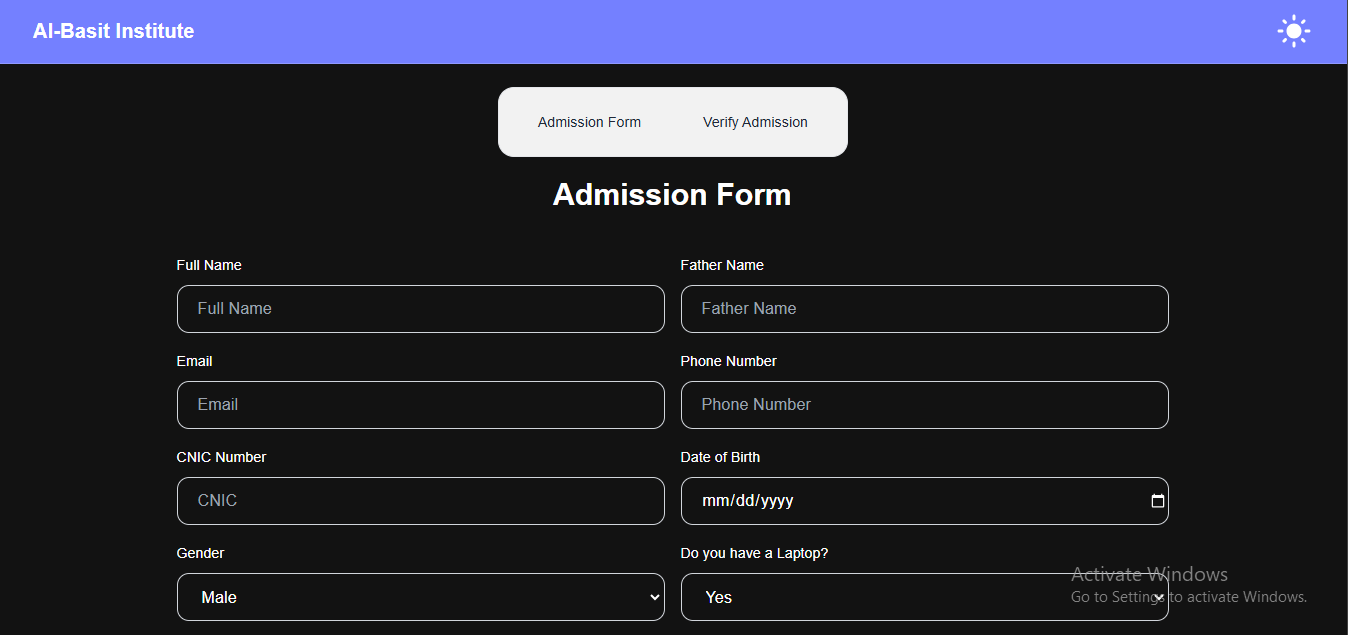 Al-Basit Institute
Admission Form Verify Admission
Admission Form
Full Name Father Name
Full Name Father Name
Email Phone Number
Email Phone Number
CNIC Number Date of Birth
CNIC mm/dd/yyyy
Gender Do you have a Laptop?
Male Yes
Activate Windows
Go to Settings to activate Windows.